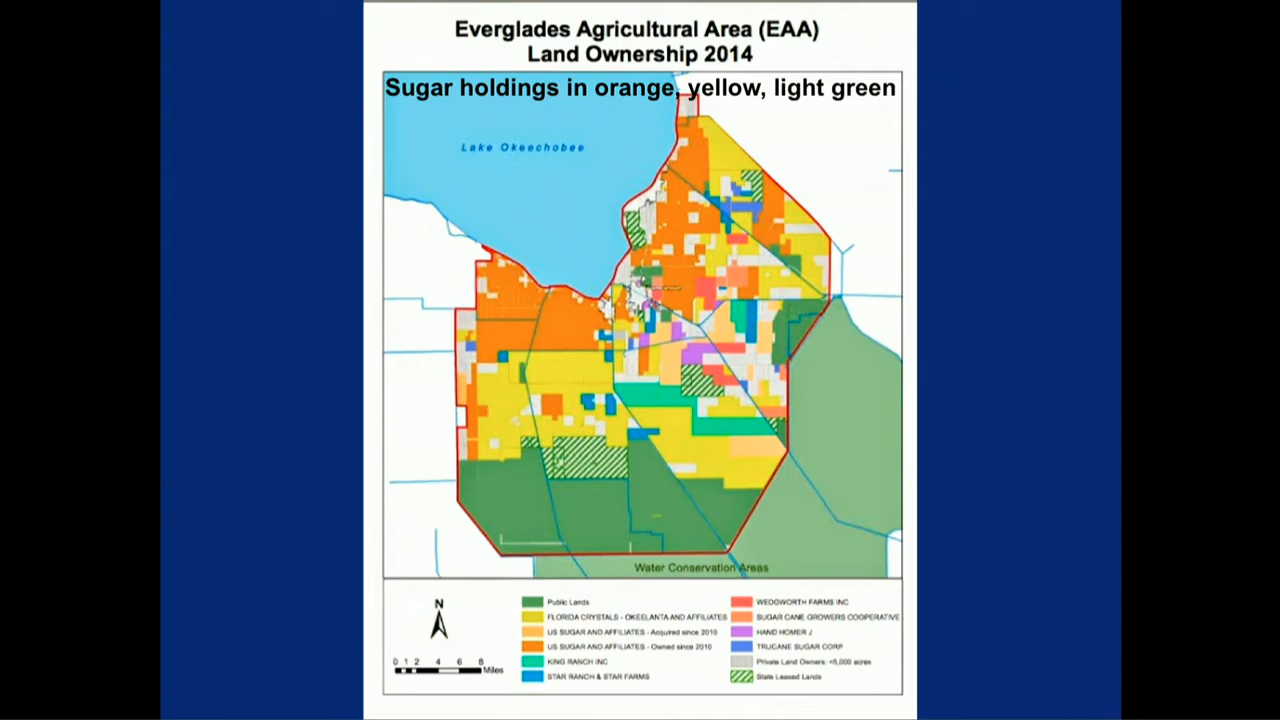 Everglades Agricultural Area (EAA)
Land Ownership 2014
Sugar holdings in orange, yellow, light green
Lake Okeechobee
Water Conservation Areas
N
0 1 2 4 6 8
Miles
Public Lands
FLORIDA CRYSTALS - OKEELANTA AND AFFILIATES
US SUGAR AND AFFILIATES - Acquired since 2010
US SUGAR AND AFFILIATES - Owned since 2010
KING RANCH INC
STAR RANCH & STAR FARMS
WEDGWORTH FARMS INC
SUGAR CANE GROWERS COOPERATIVE
HAND HOMER J
TRUCANE SUGAR CORP
Private Land Owners: <5,000 acres
State Leased Lands